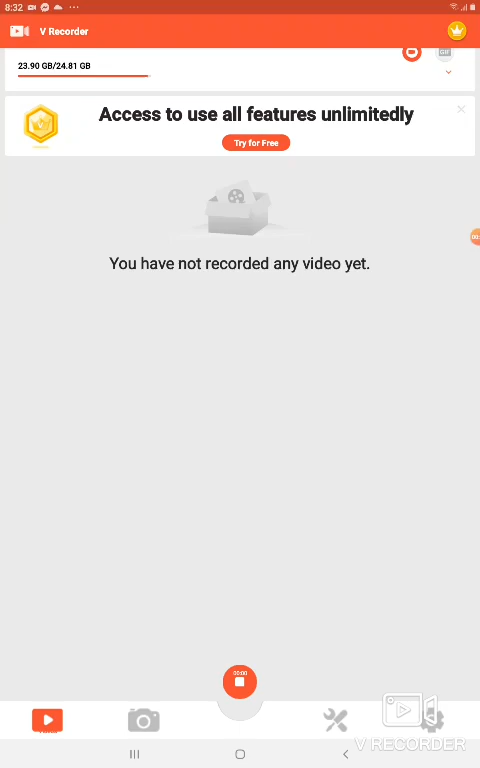 8:32
V Recorder
23.90 GB/24.81 GB
GIF
Access to use all features unlimitedly
Try for Free
You have not recorded any video yet.
00:00
V RECORDER